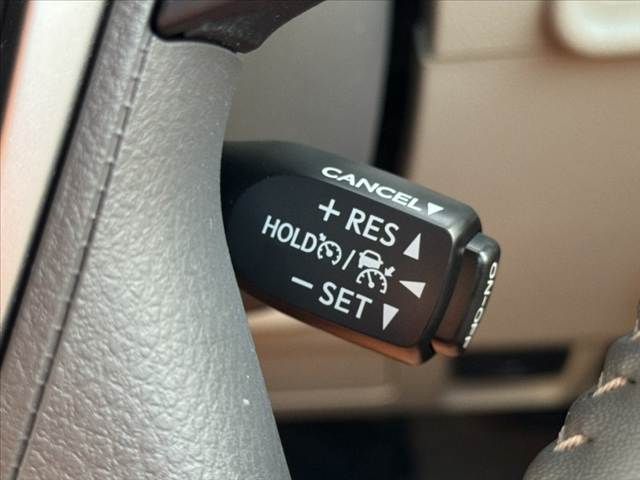 CANCEL▼
+ RES ▲
HOLD /
− SET ▼
ON-OFF